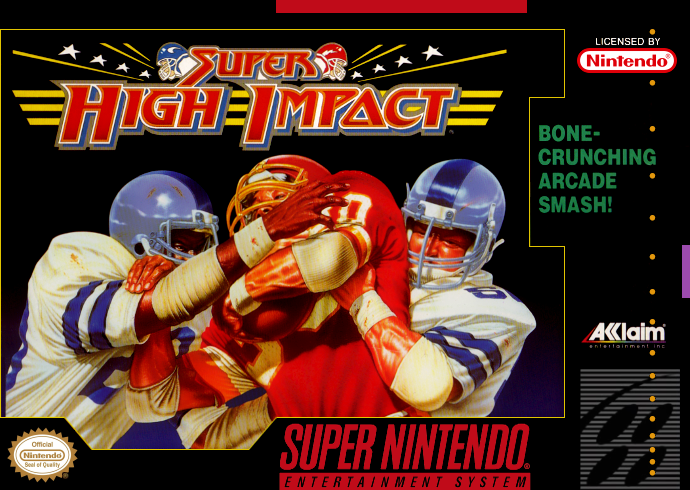 SUPER
HIGH IMPACT
LICENSED BY
Nintendo®
BONE-
CRUNCHING
ARCADE
SMASH!
AKklaim
entertainment·inc
Official
Nintendo
Seal of Quality
SUPER NINTENDO®
ENTERTAINMENT SYSTEM